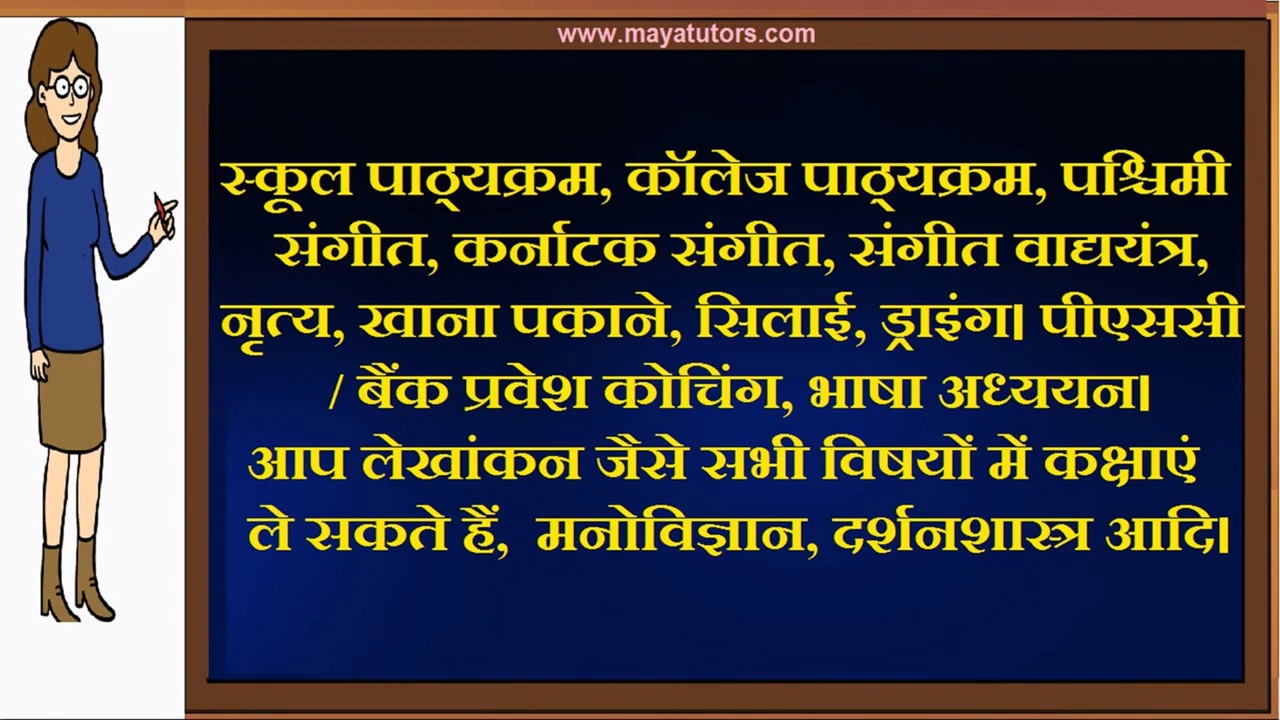 www.mayatutors.com
स्कूल पाठ्यक्रम, कॉलेज पाठ्यक्रम, पश्चिमी
संगीत, कर्नाटक संगीत, संगीत वाद्ययंत्र,
नृत्य, खाना पकाने, सिलाई, ड्राइंग। पीएससी
/ बैंक प्रवेश कोचिंग, भाषा अध्ययन।
आप लेखांकन जैसे सभी विषयों में कक्षाएं
ले सकते हैं, मनोविज्ञान, दर्शनशास्त्र आदि।